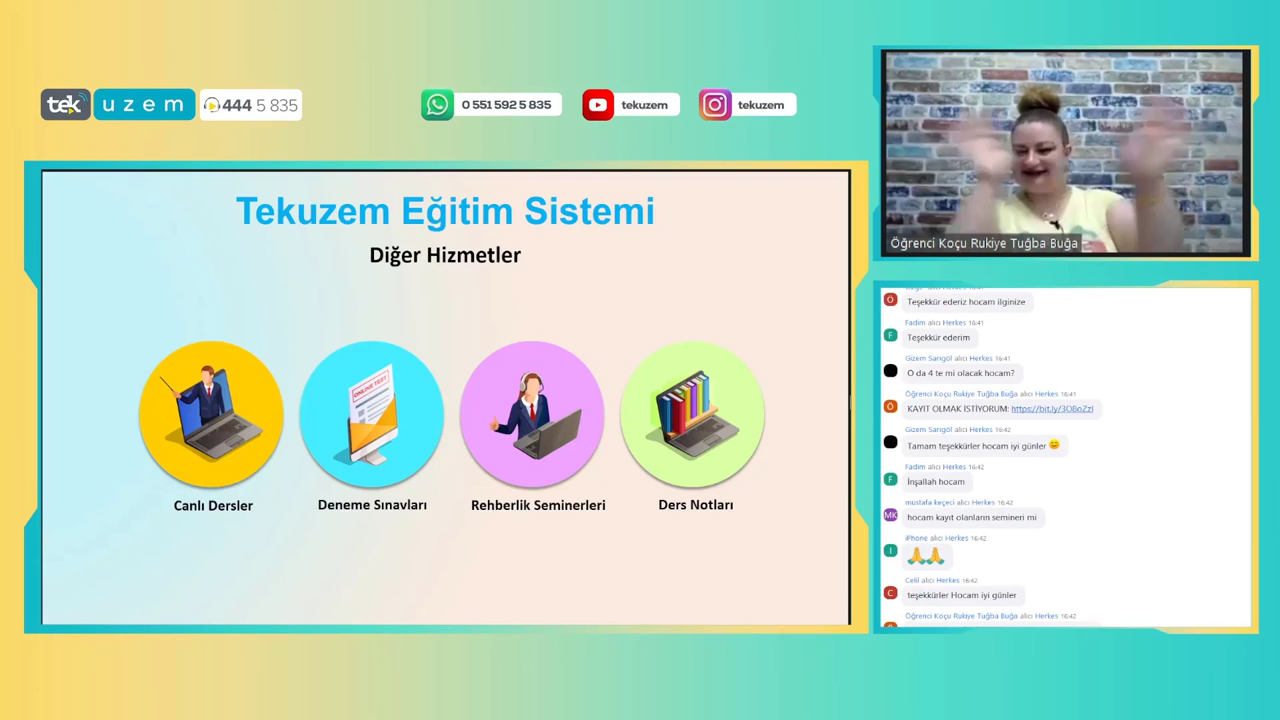 tek uzem 444 5 835
0 551 592 5 835
tekuzem
tekuzem
Tekuzem Eğitim Sistemi
Diğer Hizmetler
ONLINE TEST
Canlı Dersler
Deneme Sınavları
Rehberlik Seminerleri
Ders Notları
Öğrenci Koçu Rukiye Tuğba Buğa
Ö
Teşekkür ederiz hocam ilginize
Fadim alıcı Herkes 16:41
F
Teşekkür ederim
Gizem Sarıgöl alıcı Herkes 16:41
O da 4 te mi olacak hocam?
Öğrenci Koçu Rukiye Tuğba Buğa alıcı Herkes 16:41
Ö
KAYIT OLMAK İSTİYORUM: https://bit.ly/3O8oZzl
Gizem Sarıgöl alıcı Herkes 16:42
Tamam teşekkürler hocam iyi günler 😊
Fadim alıcı Herkes 16:42
F
İnşallah hocam
mustafa keçeci alıcı Herkes 16:42
MK
hocam kayıt olanların semineri mi
iPhone alıcı Herkes 16:42
I
🙏🙏
Celil alıcı Herkes 16:42
C
teşekkürler Hocam iyi günler
Öğrenci Koçu Rukiye Tuğba Buğa alıcı Herkes 16:42